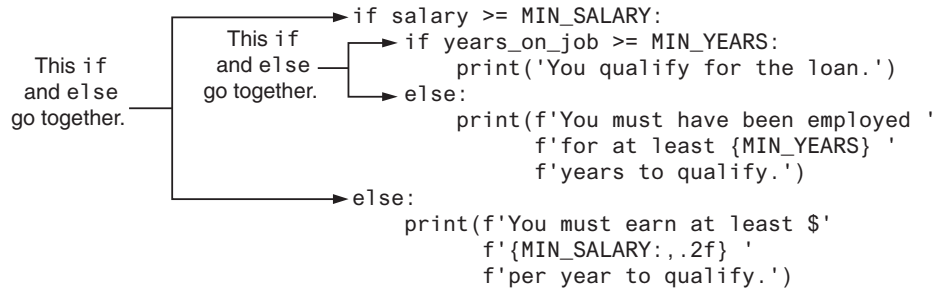 This if
and else
go together.
This if
and else
go together.
if salary >= MIN_SALARY:
    if years_on_job >= MIN_YEARS:
        print('You qualify for the loan.')
    else:
        print(f'You must have been employed '
              f'for at least {MIN_YEARS} '
              f'years to qualify.')
else:
    print(f'You must earn at least $'
          f'{MIN_SALARY:,.2f} '
          f'per year to qualify.')